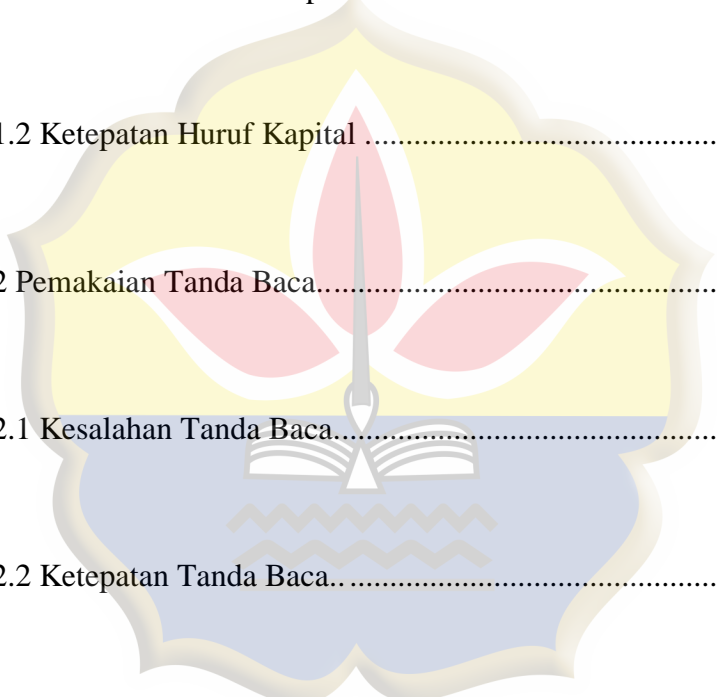 1.2 Ketepatan Huruf Kapital ..........................................
2 Pemakaian Tanda Baca................................................
2.1 Kesalahan Tanda Baca..............................................
2.2 Ketepatan Tanda Baca.. ............................................